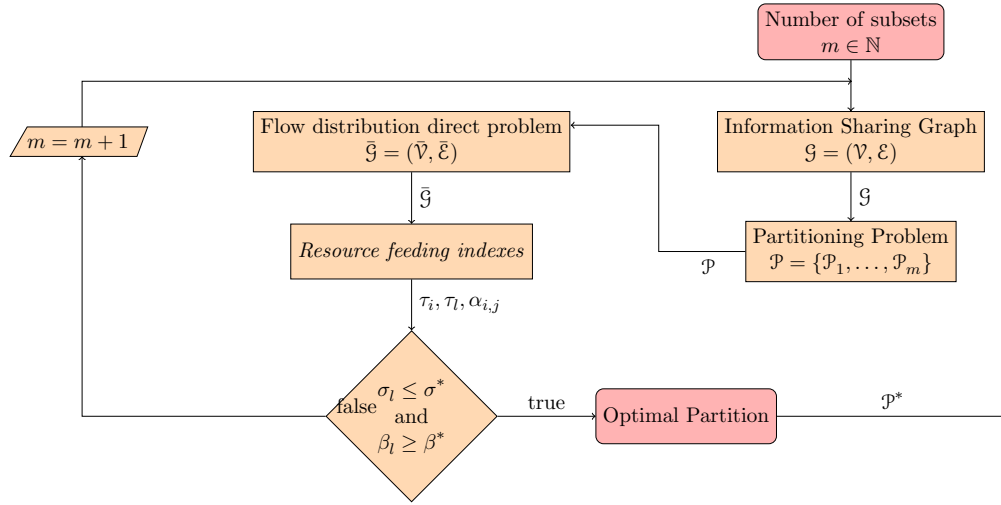 Number of subsets
m ∈ ℕ
m = m + 1
Flow distribution direct problem
𝒢̄ = (𝒱̄, ℰ̄)
Information Sharing Graph
𝒢 = (𝒱, ℰ)
𝒢̄
𝒢
Resource feeding indexes
Partitioning Problem
𝒫 = {𝒫₁, . . . , 𝒫ₘ}
𝒫
τᵢ, τₗ, αᵢ,ⱼ
false
σₗ ≤ σ*
and
βₗ ≥ β*
true
Optimal Partition
𝒫*